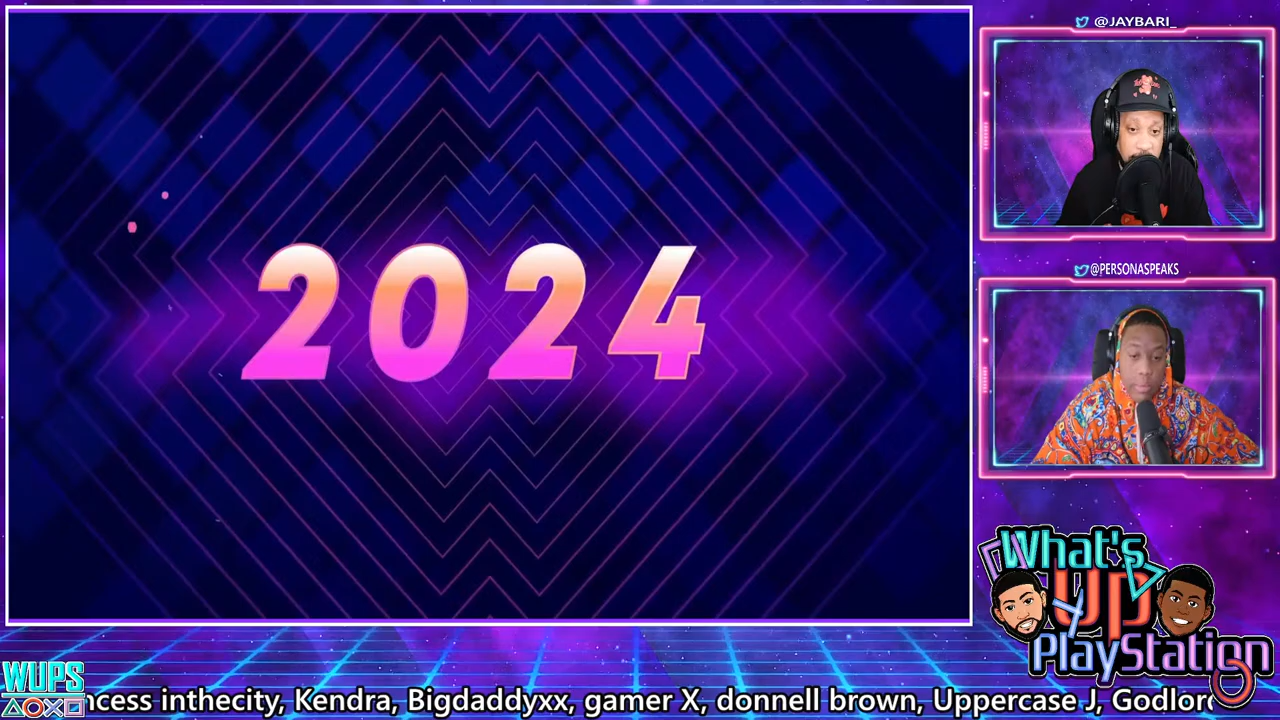 @JAYBARI_
2024
@PERSONASPEAKS
What's
Up
PlayStation
WUPS
ncess inthecity, Kendra, Bigdaddyxx, gamer X, donnell brown, Uppercase J, Godlor